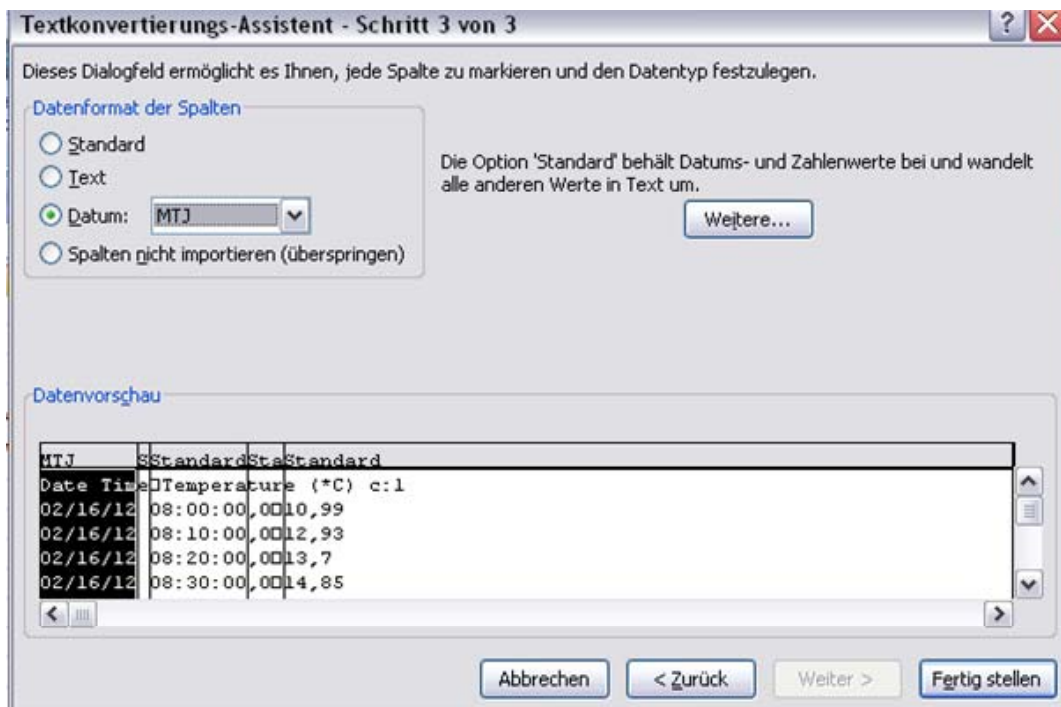 Textkonvertierungs-Assistent - Schritt 3 von 3
Dieses Dialogfeld ermöglicht es Ihnen, jede Spalte zu markieren und den Datentyp festzulegen.
Datenformat der Spalten
Standard
Text
Datum: MTJ
Spalten nicht importieren (überspringen)
Die Option 'Standard' behält Datums- und Zahlenwerte bei und wandelt
alle anderen Werte in Text um.
Weitere...
Datenvorschau
MTJ S Standard Sta Standard
Date Time□Temperature (*C) c:1
02/16/12 08:00:00,0□10,99
02/16/12 08:10:00,0□12,93
02/16/12 08:20:00,0□13,7
02/16/12 08:30:00,0□14,85
Abbrechen < Zurück Weiter > Fertig stellen